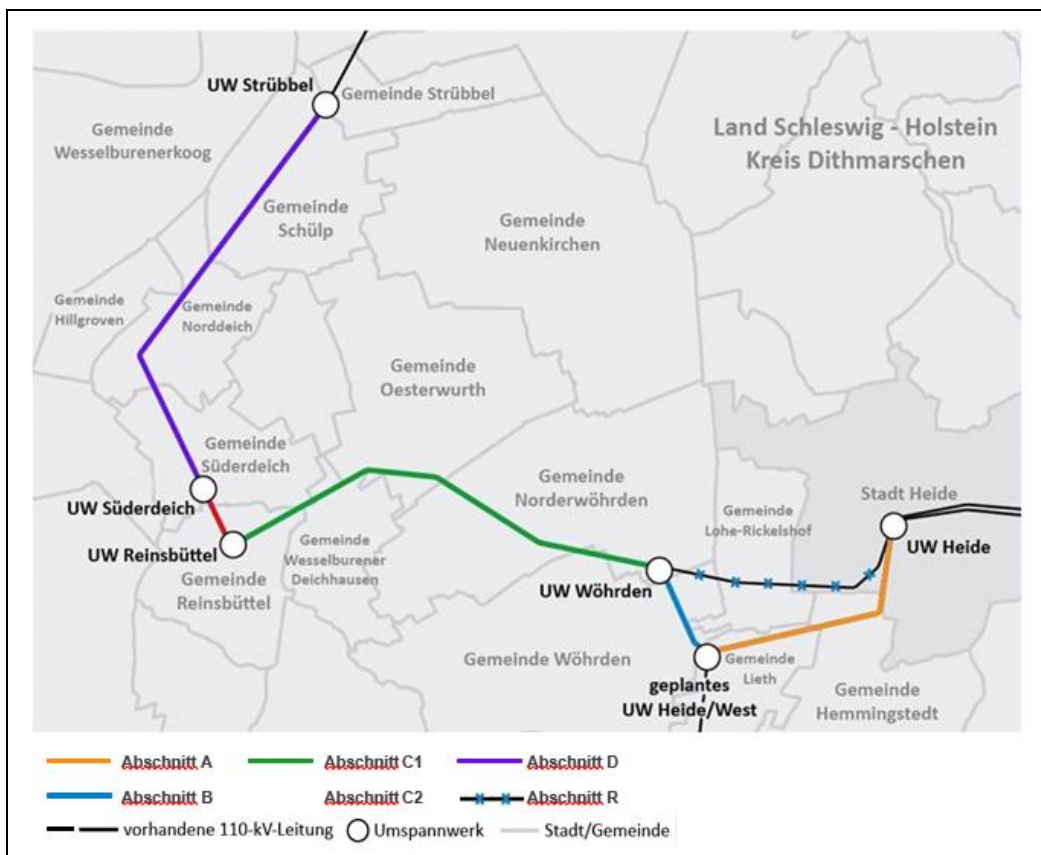 UW Strübbel
Gemeinde Strübbel
Gemeinde
Wesselburenerkoog
Land Schleswig - Holstein
Kreis Dithmarschen
Gemeinde
Schülp
Gemeinde
Neuenkirchen
Gemeinde
Hillgroven
Gemeinde
Norddeich
Gemeinde
Oesterwurth
Gemeinde
Süderdeich
UW Süderdeich
Gemeinde
Norderwöhrden
Stadt Heide
Gemeinde
Lohe-Rickelshof
UW Heide
UW Reinsbüttel
Gemeinde
Wesselburener
Deichhausen
Gemeinde
Reinsbüttel
UW Wöhrden
Gemeinde Wöhrden
geplantes
UW Heide/West
Gemeinde
Lieth
Gemeinde
Hemmingstedt
Abschnitt A
Abschnitt C1
Abschnitt D
Abschnitt B
Abschnitt C2
Abschnitt R
vorhandene 110-kV-Leitung
Umspannwerk
Stadt/Gemeinde